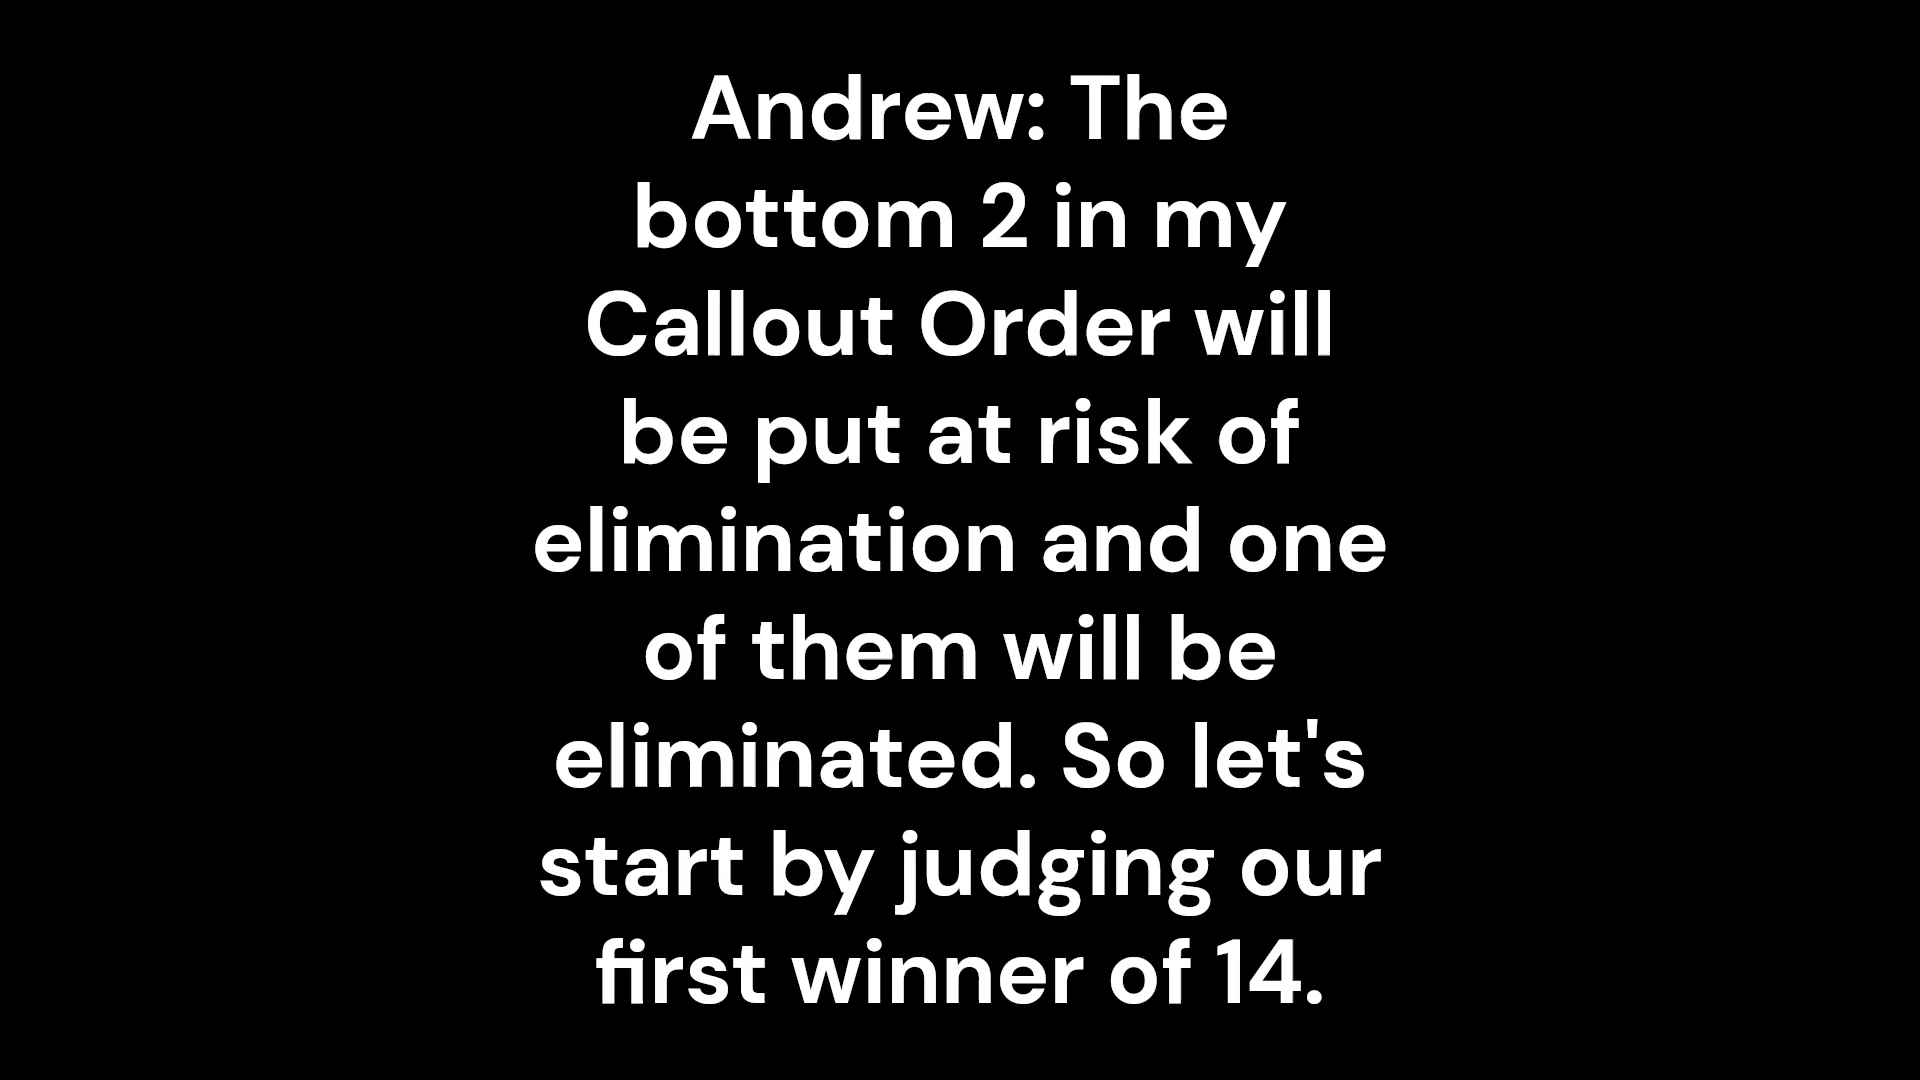 Andrew: The
bottom 2 in my
Callout Order will
be put at risk of
elimination and one
of them will be
eliminated. So let's
start by judging our
first winner of 14.